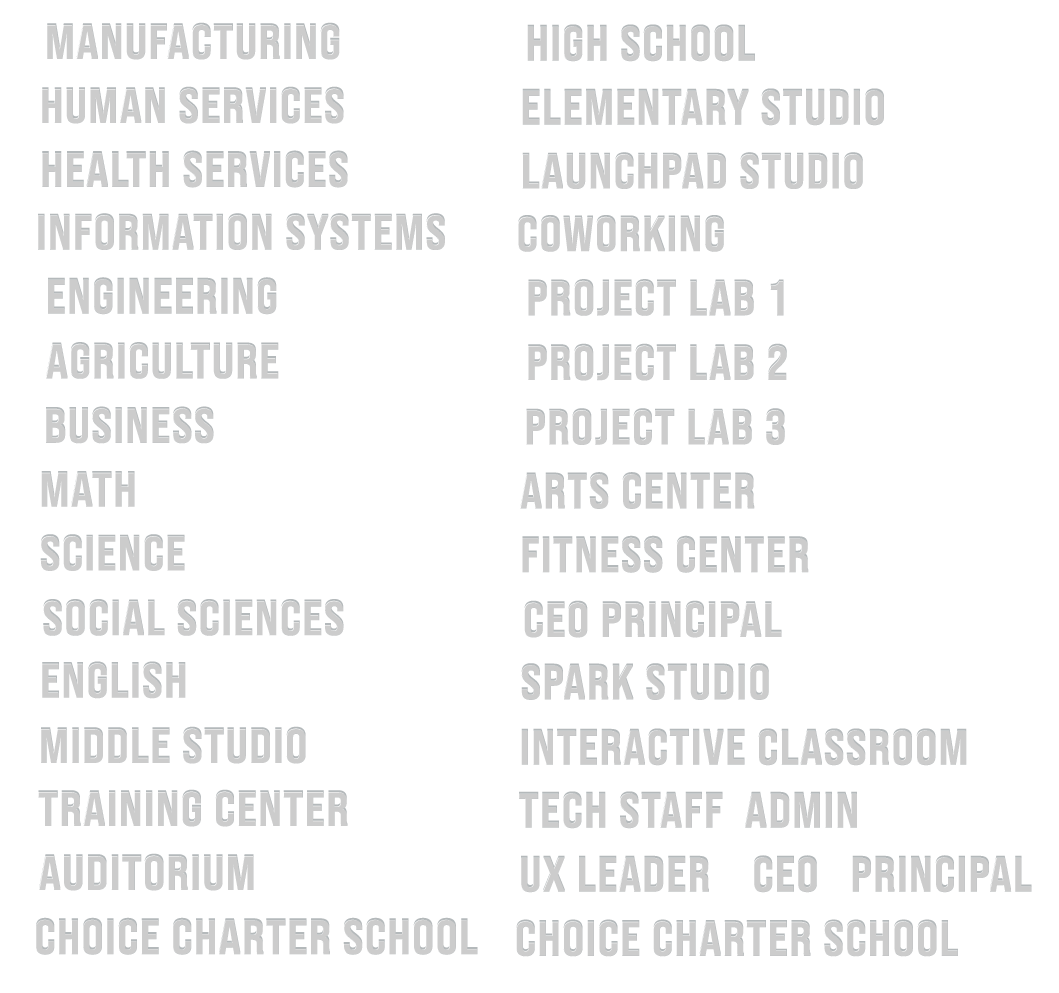 MANUFACTURING
HUMAN SERVICES
HEALTH SERVICES
INFORMATION SYSTEMS
ENGINEERING
AGRICULTURE
BUSINESS
MATH
SCIENCE
SOCIAL SCIENCES
ENGLISH
MIDDLE STUDIO
TRAINING CENTER
AUDITORIUM
CHOICE CHARTER SCHOOL
HIGH SCHOOL
ELEMENTARY STUDIO
LAUNCHPAD STUDIO
COWORKING
PROJECT LAB 1
PROJECT LAB 2
PROJECT LAB 3
ARTS CENTER
FITNESS CENTER
CEO PRINCIPAL
SPARK STUDIO
INTERACTIVE CLASSROOM
TECH STAFF ADMIN
UX LEADER CEO PRINCIPAL
CHOICE CHARTER SCHOOL